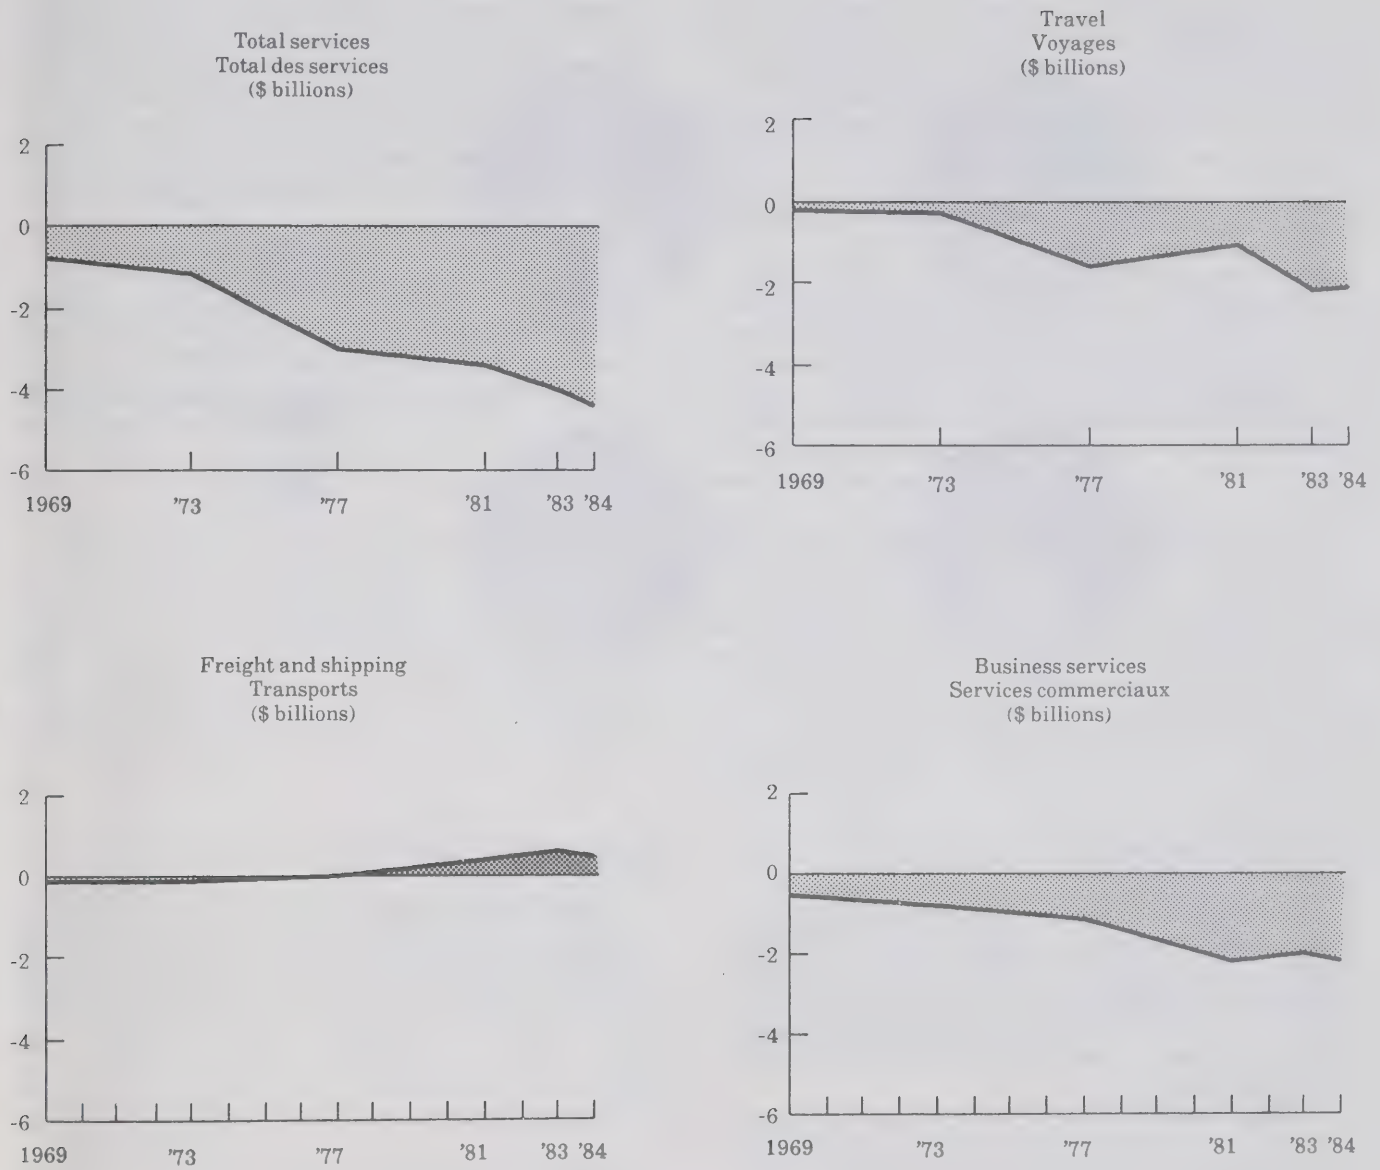 Total services
Total des services
($ billions)
2
0
-2
-4
-6
1969 '73 '77 '81 '83 '84
Travel
Voyages
($ billions)
2
0
-2
-4
-6
1969 '73 '77 '81 '83 '84
Freight and shipping
Transports
($ billions)
2
0
-2
-4
-6
1969 '73 '77 '81 '83 '84
Business services
Services commerciaux
($ billions)
2
0
-2
-4
-6
1969 '73 '77 '81 '83 '84